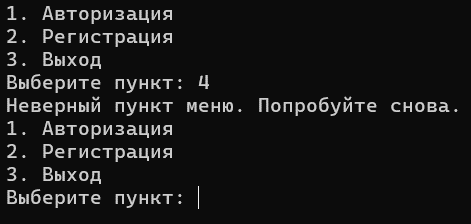 1. Авторизация
2. Регистрация
3. Выход
Выберите пункт: 4
Неверный пункт меню. Попробуйте снова.
1. Авторизация
2. Регистрация
3. Выход
Выберите пункт: